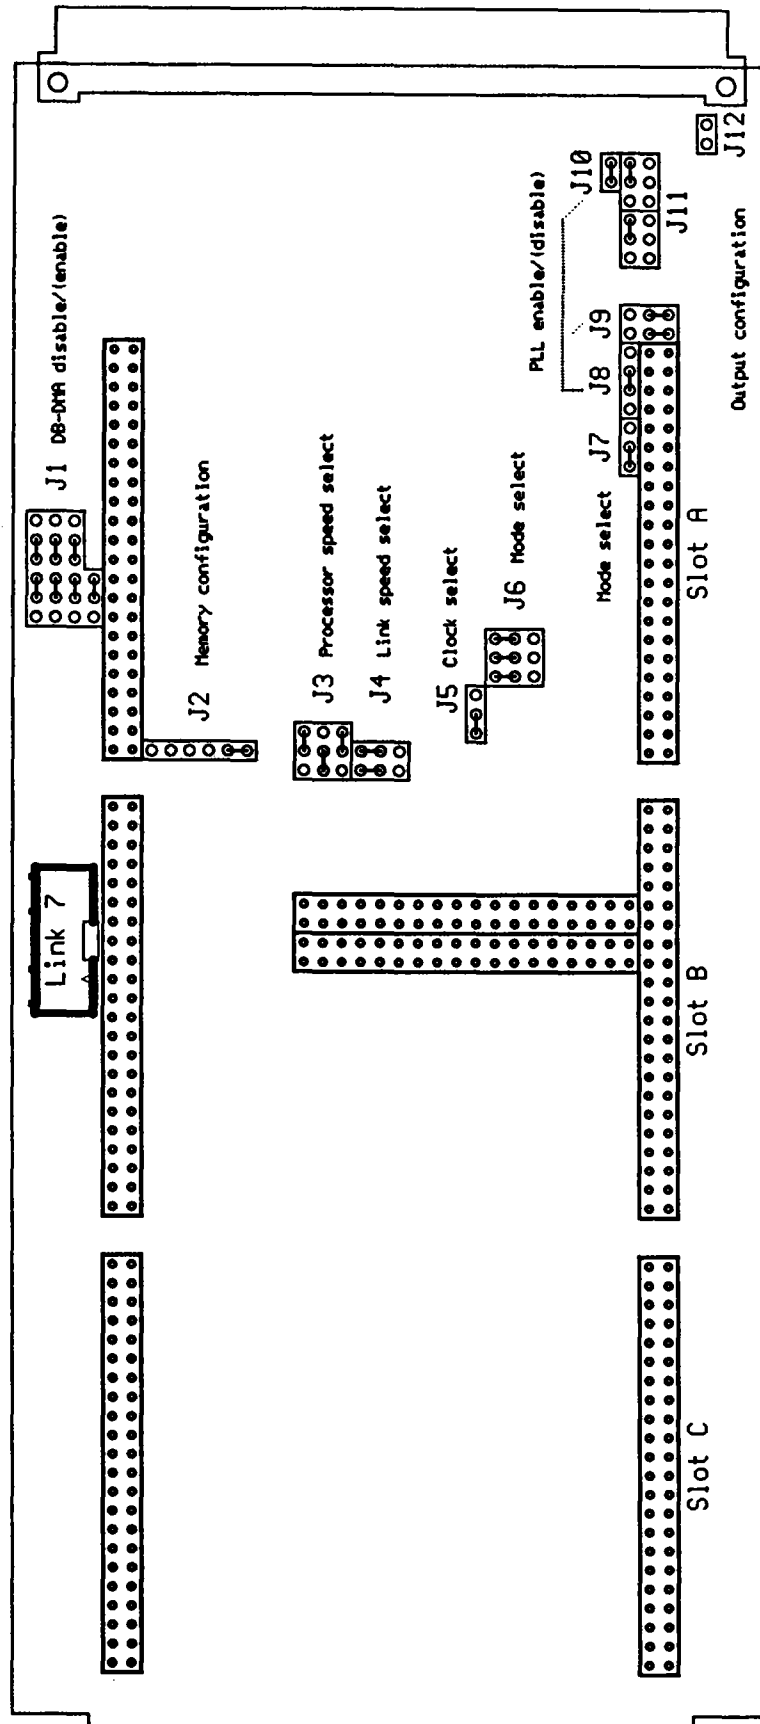 J1 DB-DMA disable/(enable)
J2 Memory configuration
J3 Processor speed select
J4 Link speed select
J5 Clock select
J6 Mode select
Mode select
J7
J8
J9
PLL enable/(disable)
J10
J11
J12
Output configuration
Link 7
Slot A
Slot B
Slot C